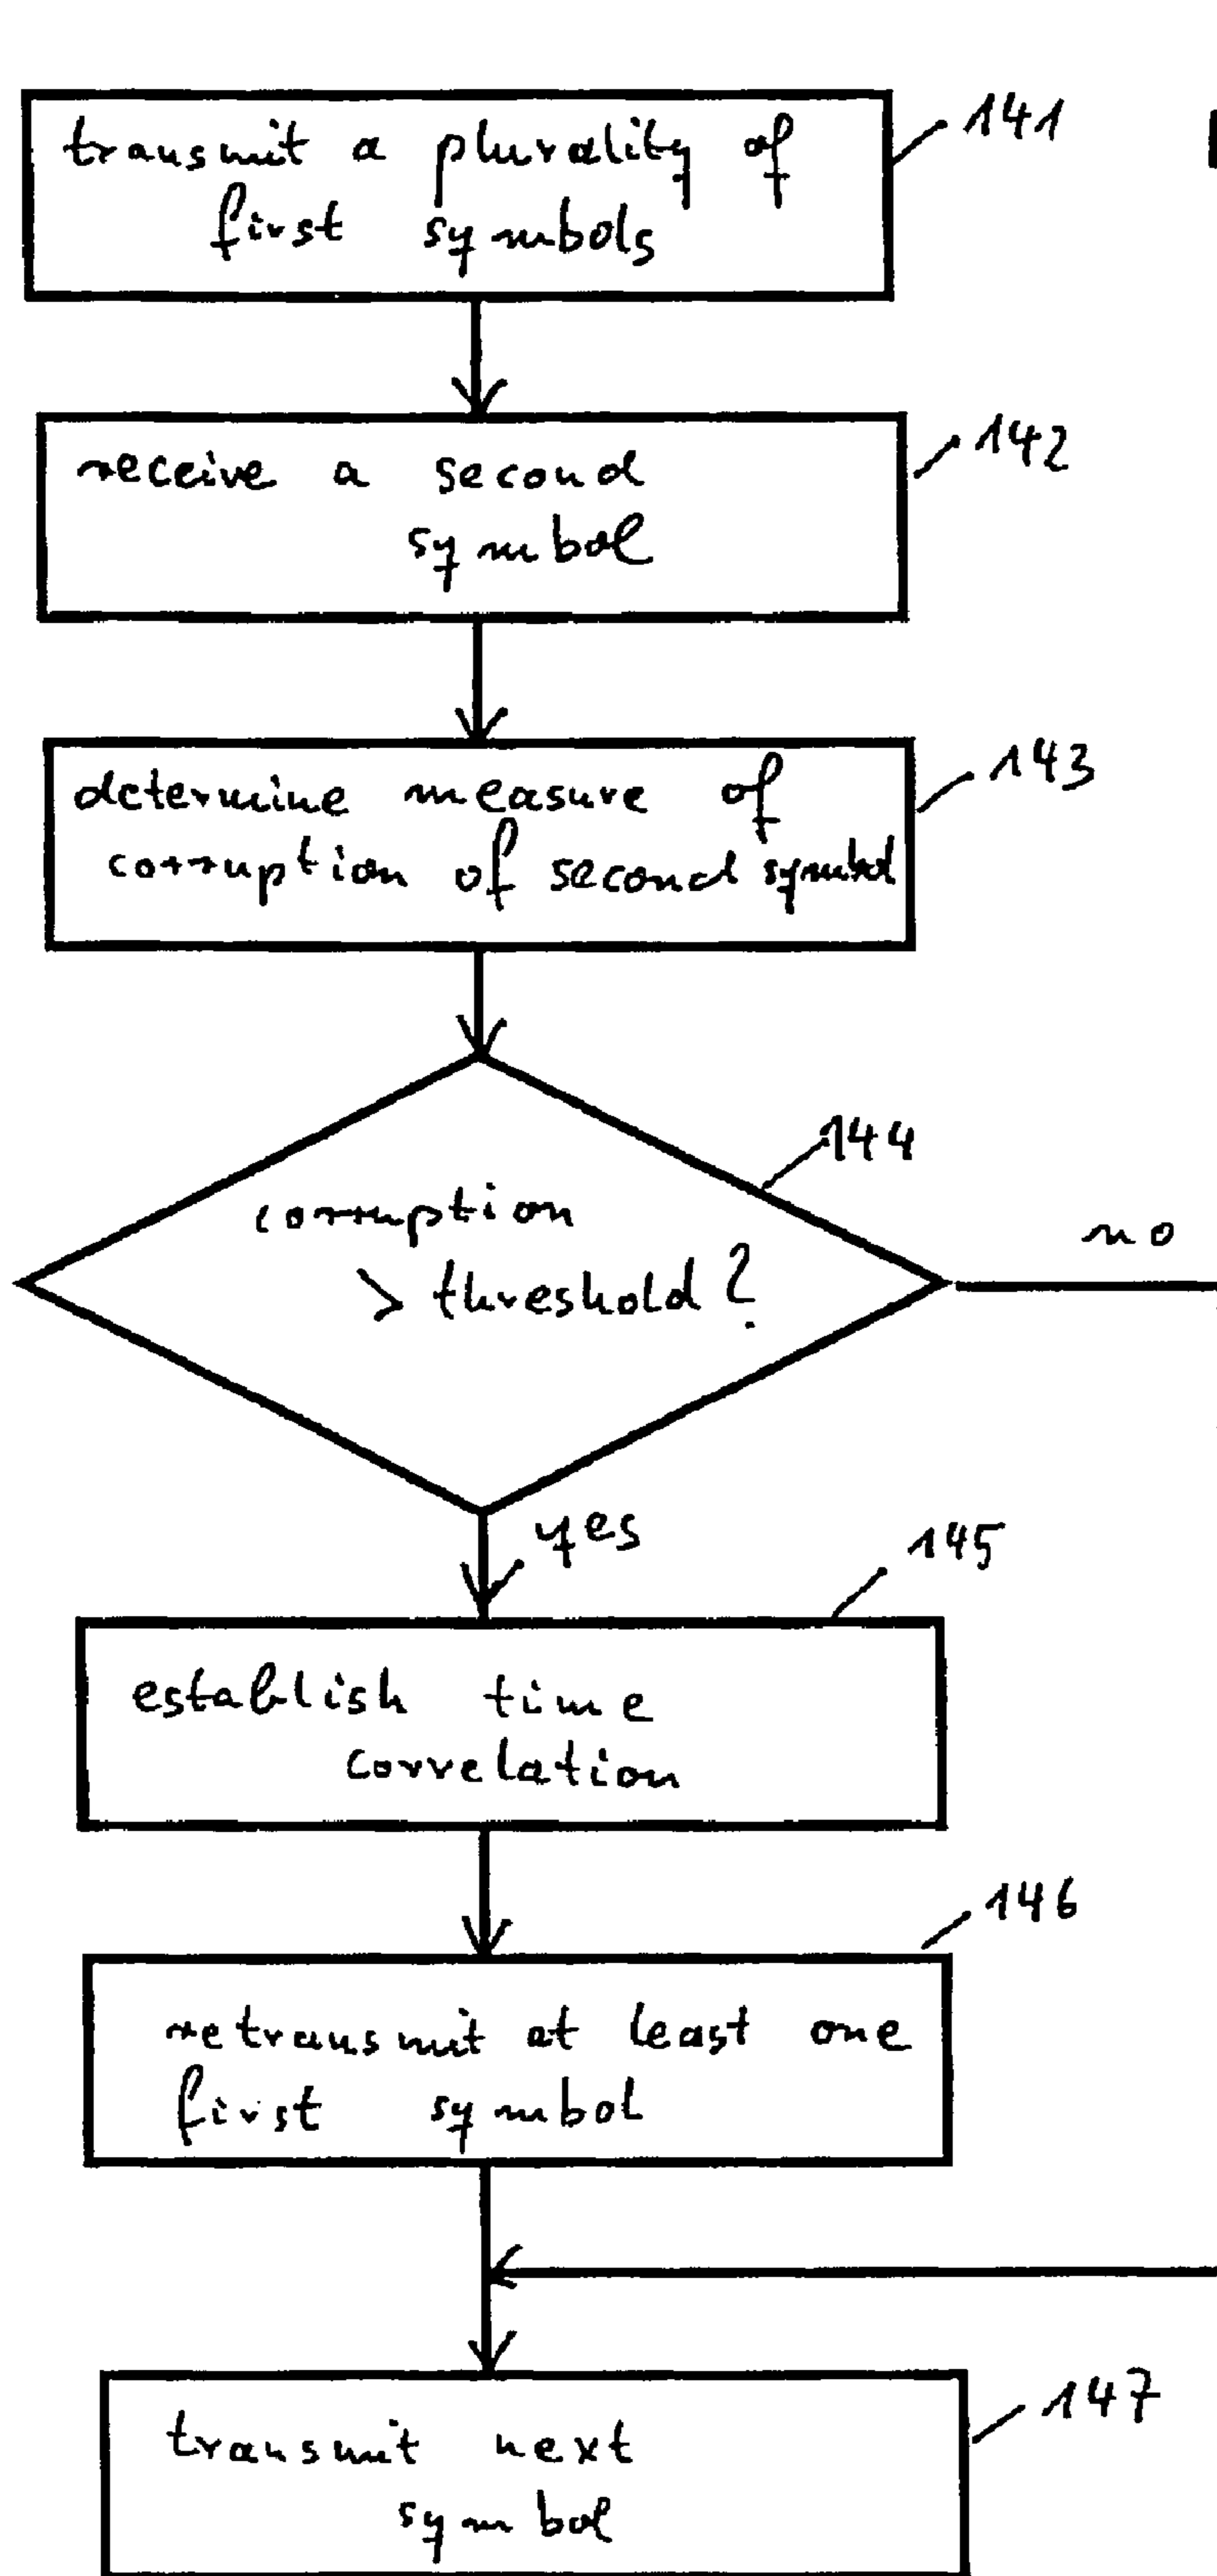 transmit a plurality of
first symbols
141
receive a second
symbol
142
determine measure of
corruption of second symbol
143
corruption
> threshold?
144
no
yes
145
establish time
correlation
146
retransmit at least one
first symbol
147
transmit next
symbol